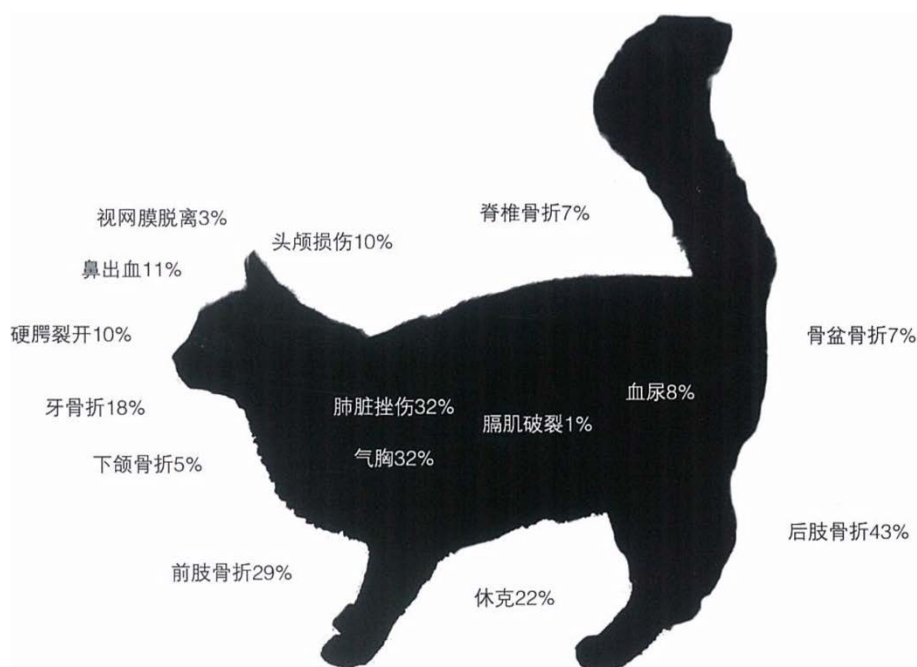 脊椎骨折7%
视网膜脱离3%
头颅损伤10%
鼻出血11%
硬腭裂开10%
骨盆骨折7%
血尿8%
牙骨折18%
肺脏挫伤32%
膈肌破裂1%
下颌骨折5%
气胸32%
后肢骨折43%
前肢骨折29%
休克22%